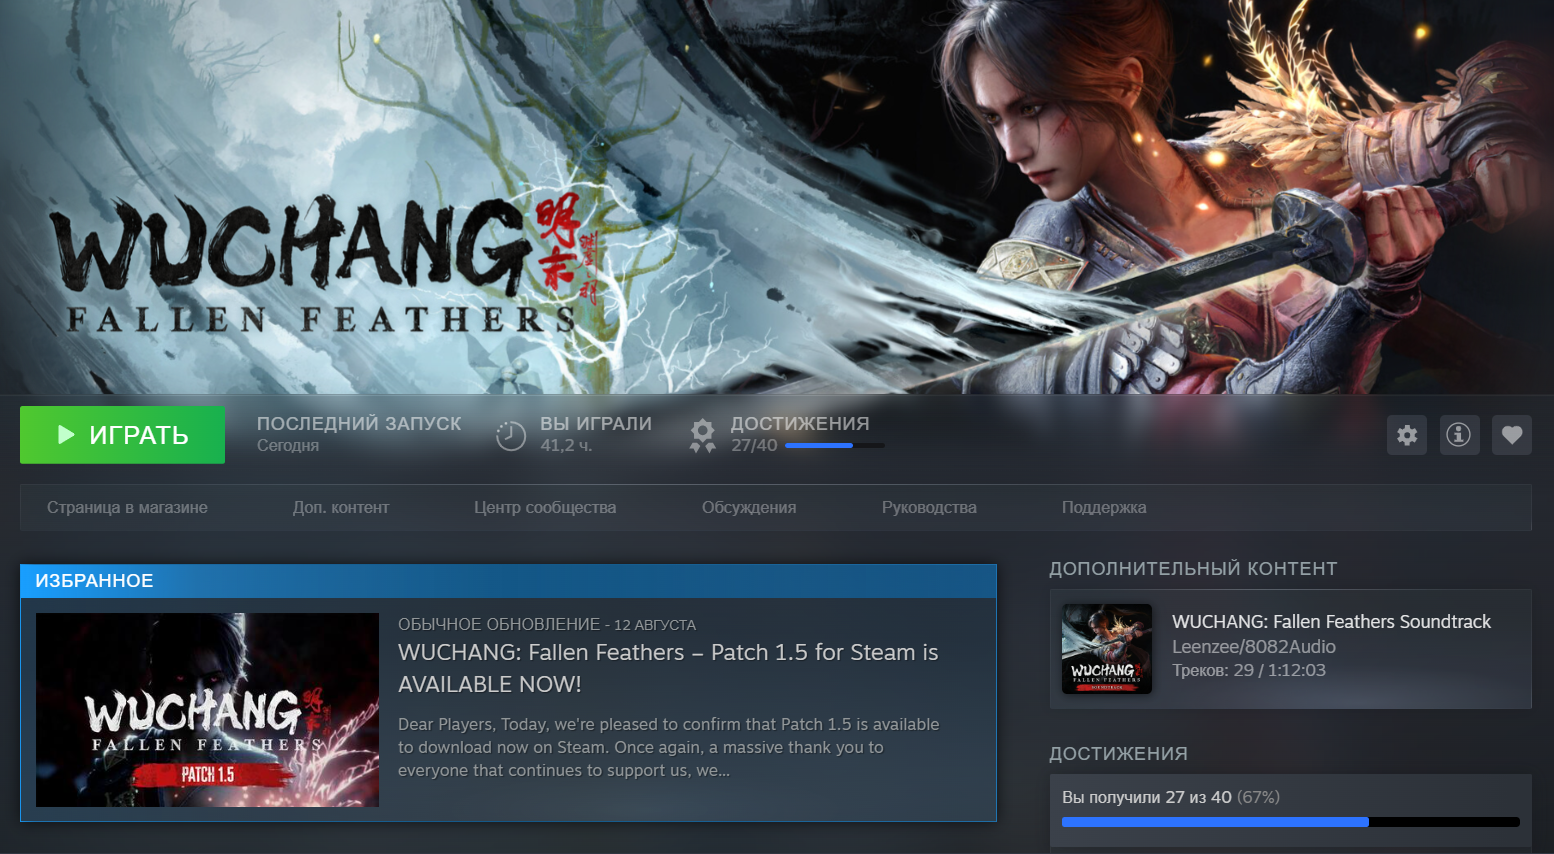 WUCHANG
明末
FALLEN FEATHERS
ИГРАТЬ
ПОСЛЕДНИЙ ЗАПУСК
Сегодня
ВЫ ИГРАЛИ
41,2 ч.
ДОСТИЖЕНИЯ
27/40
Страница в магазине
Доп. контент
Центр сообщества
Обсуждения
Руководства
Поддержка
ИЗБРАННОЕ
WUCHANG
明末
FALLEN FEATHERS
PATCH 1.5
ОБЫЧНОЕ ОБНОВЛЕНИЕ - 12 АВГУСТА
WUCHANG: Fallen Feathers – Patch 1.5 for Steam is
AVAILABLE NOW!
Dear Players, Today, we're pleased to confirm that Patch 1.5 is available
to download now on Steam. Once again, a massive thank you to
everyone that continues to support us, we...
ДОПОЛНИТЕЛЬНЫЙ КОНТЕНТ
WUCHANG
FALLEN FEATHERS
SOUNDTRACK
WUCHANG: Fallen Feathers Soundtrack
Leenzee/8082Audio
Треков: 29 / 1:12:03
ДОСТИЖЕНИЯ
Вы получили 27 из 40 (67%)